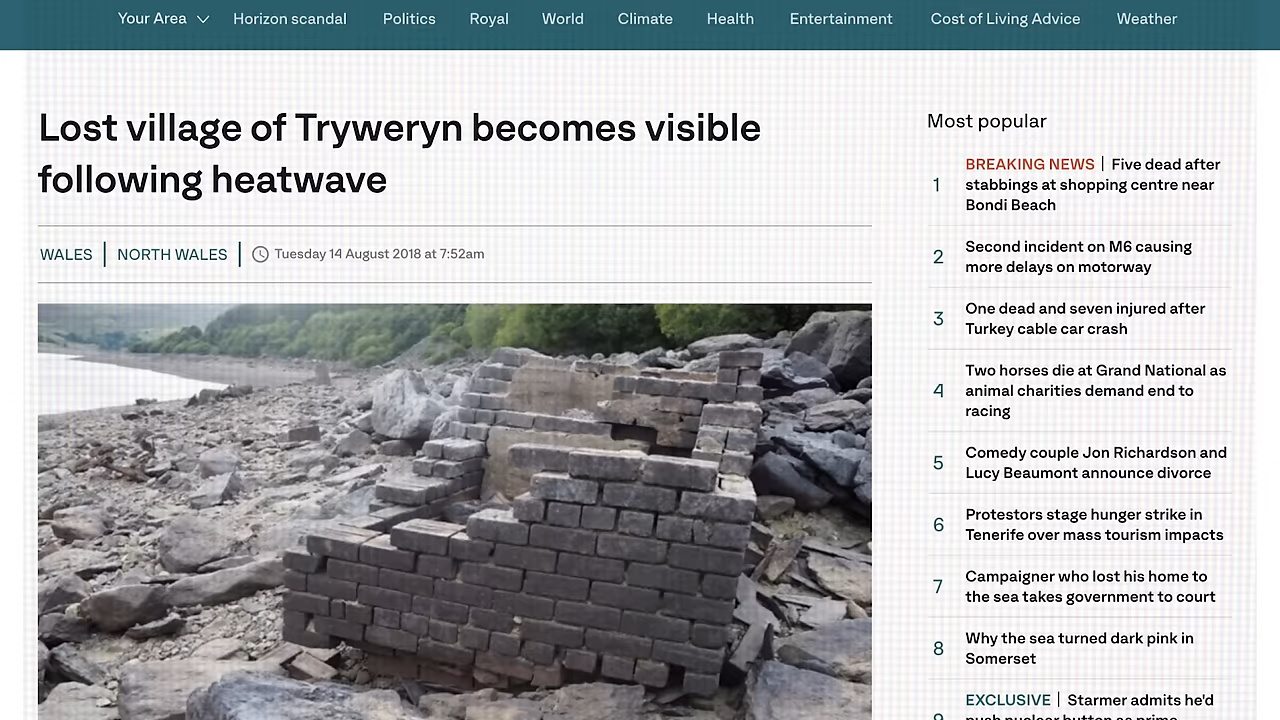 Your Area Horizon scandal Politics Royal World Climate Health Entertainment Cost of Living Advice Weather
Lost village of Tryweryn becomes visible
following heatwave
WALES NORTH WALES Tuesday 14 August 2018 at 7:52am
Most popular
1 BREAKING NEWS | Five dead after
stabbings at shopping centre near
Bondi Beach
2 Second incident on M6 causing
more delays on motorway
3 One dead and seven injured after
Turkey cable car crash
4 Two horses die at Grand National as
animal charities demand end to
racing
5 Comedy couple Jon Richardson and
Lucy Beaumont announce divorce
6 Protestors stage hunger strike in
Tenerife over mass tourism impacts
7 Campaigner who lost his home to
the sea takes government to court
8 Why the sea turned dark pink in
Somerset
EXCLUSIVE | Starmer admits he'd
push nuclear button as prime